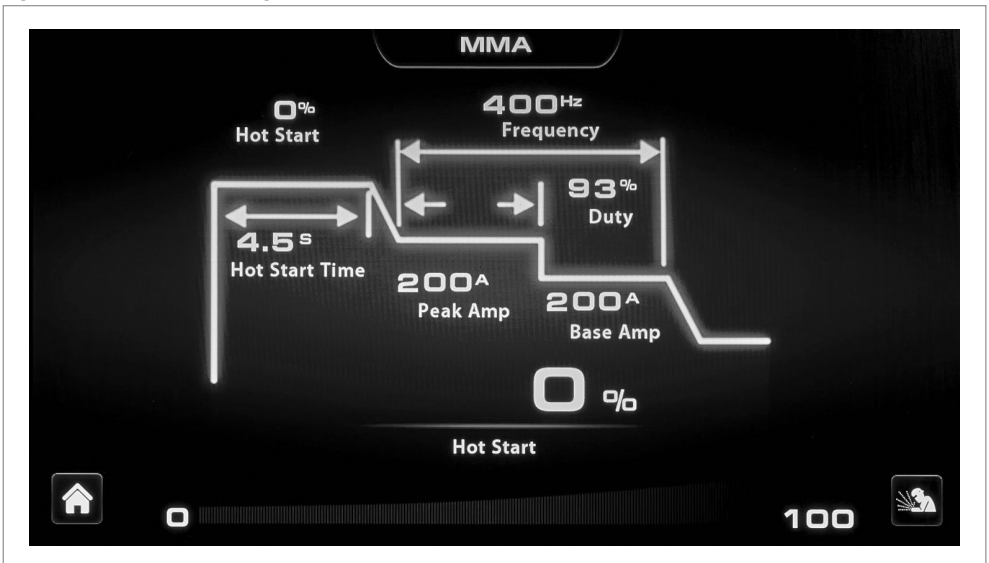 MMA
0%
Hot Start
400Hz
Frequency
93%
Duty
4.5S
Hot Start Time
200A
Peak Amp
200A
Base Amp
0 %
Hot Start
0
100